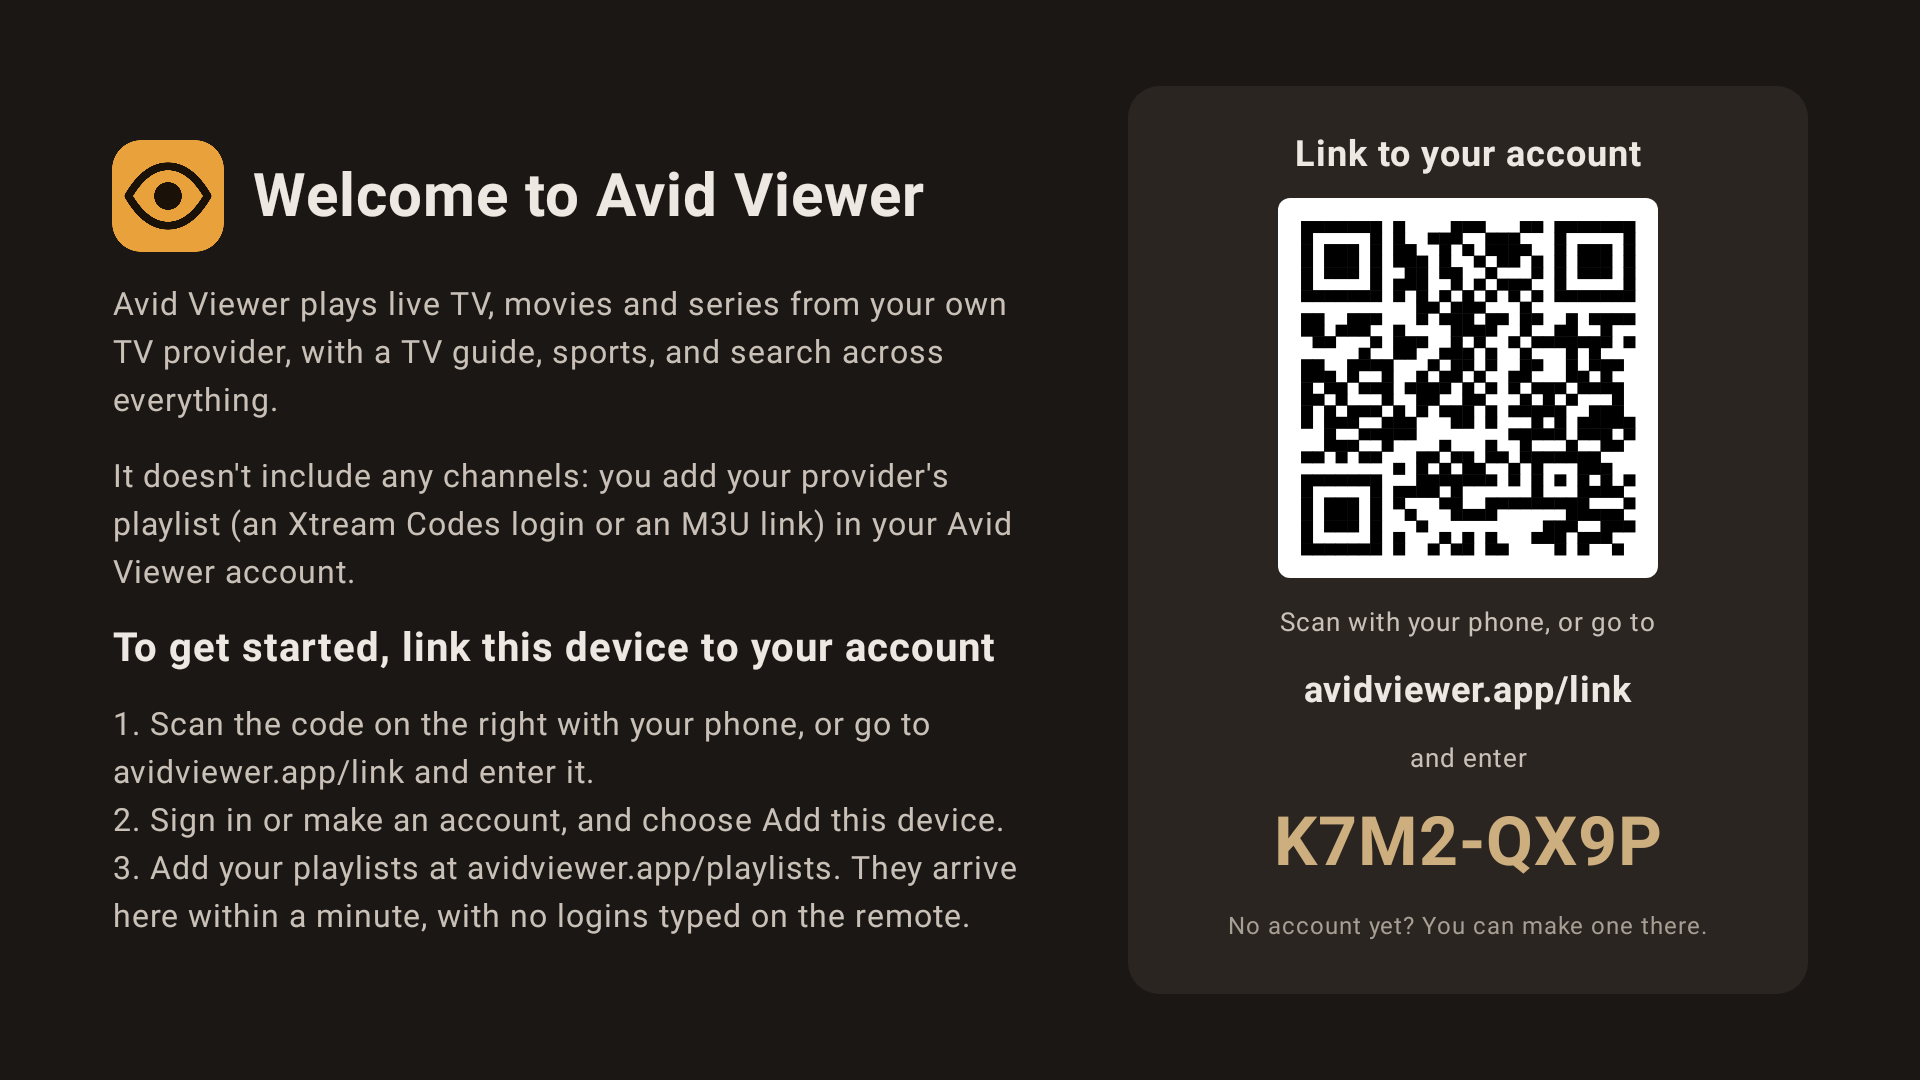 Welcome to Avid Viewer
Avid Viewer plays live TV, movies and series from your own
TV provider, with a TV guide, sports, and search across
everything.
It doesn't include any channels: you add your provider's
playlist (an Xtream Codes login or an M3U link) in your Avid
Viewer account.
To get started, link this device to your account
1. Scan the code on the right with your phone, or go to
avidviewer.app/link and enter it.
2. Sign in or make an account, and choose Add this device.
3. Add your playlists at avidviewer.app/playlists. They arrive
here within a minute, with no logins typed on the remote.
Link to your account
Scan with your phone, or go to
avidviewer.app/link
and enter
K7M2-QX9P
No account yet? You can make one there.